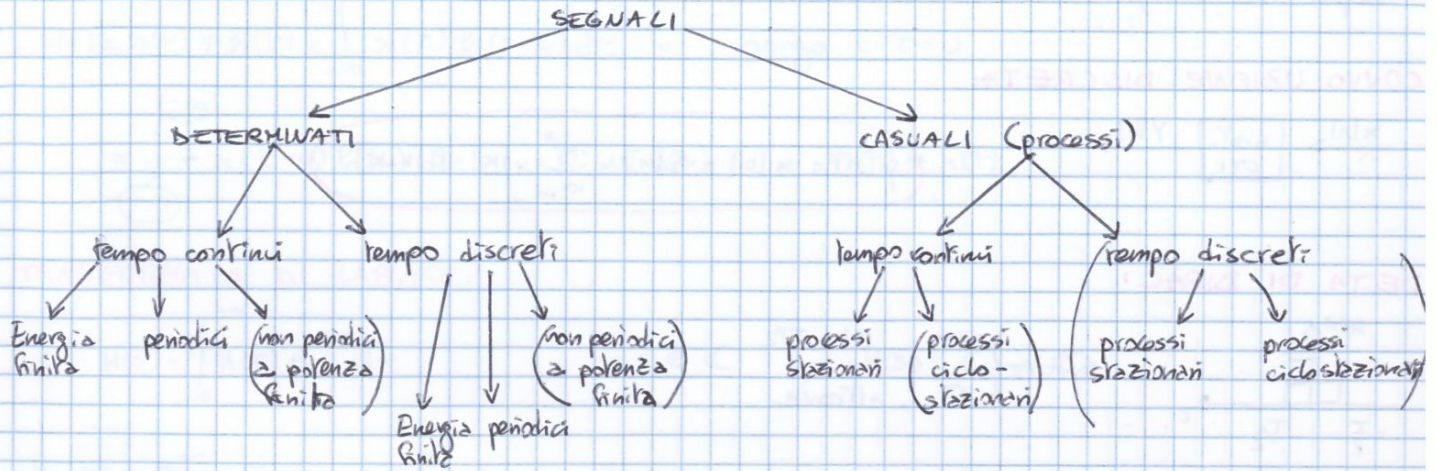 SEGNALI
DETERMINATI
CASUALI (processi)
tempo continui
tempo discreti
tempo continui
(tempo discreti
Energia
finita
periodici
(non periodici
a potenza
finita)
Energia
finita
periodici
(non periodici
a potenza
finita)
processi
stazionari
(processi
ciclo-
stazionari)
processi
stazionari
processi
ciclostazionari)